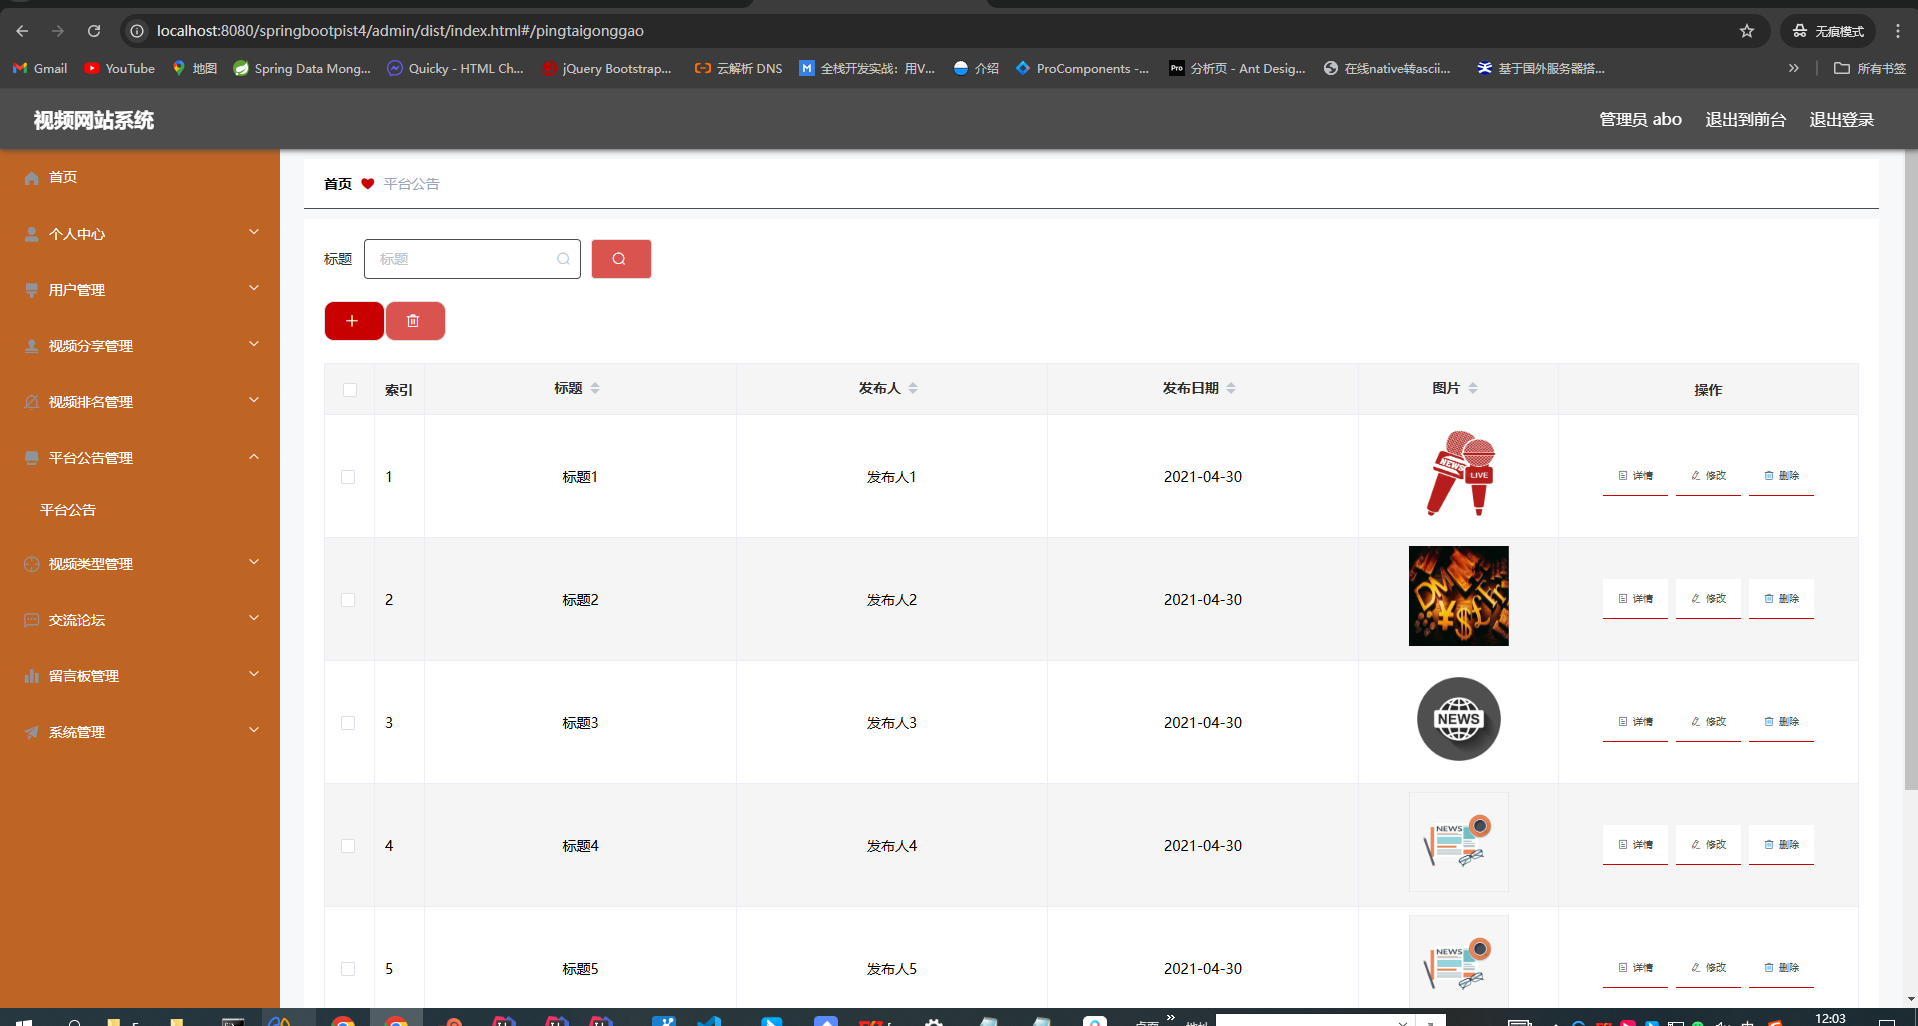 localhost:8080/springbootpist4/admin/dist/index.html#/pingtaigonggao
无痕模式
Gmail
YouTube
地图
Spring Data Mong...
Quicky - HTML Ch...
jQuery Bootstrap...
云解析 DNS
全栈开发实战：用V...
介绍
ProComponents -...
Pro
分析页 - Ant Desig...
在线native转ascii...
基于国外服务器搭...
所有书签
视频网站系统
管理员 abo
退出到前台
退出登录
首页
个人中心
用户管理
视频分享管理
视频排名管理
平台公告管理
平台公告
视频类型管理
交流论坛
留言板管理
系统管理
首页 平台公告
标题 标题
索引 标题 发布人 发布日期 图片 操作
1 标题1 发布人1 2021-04-30 NEWS LIVE 详情 修改 删除
2 标题2 发布人2 2021-04-30 详情 修改 删除
3 标题3 发布人3 2021-04-30 NEWS 详情 修改 删除
4 标题4 发布人4 2021-04-30 NEWS 详情 修改 删除
5 标题5 发布人5 2021-04-30 NEWS 详情 修改 删除
12:03